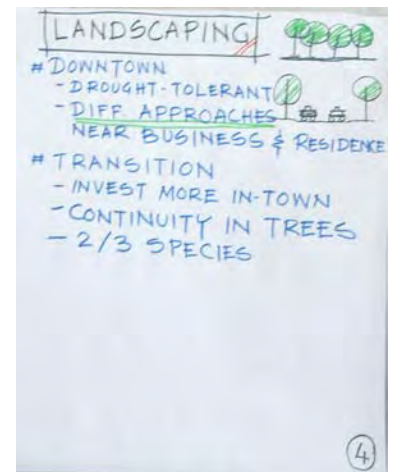 LANDSCAPING
# DOWNTOWN
- DROUGHT-TOLERANT
- DIFF APPROACHES
NEAR BUSINESS & RESIDENCE
# TRANSITION
- INVEST MORE IN-TOWN
- CONTINUITY IN TREES
- 2/3 SPECIES
4